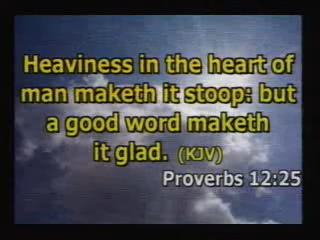 Heaviness in the heart of
man maketh it stoop: but
a good word maketh
it glad. (KJV)
Proverbs 12:25